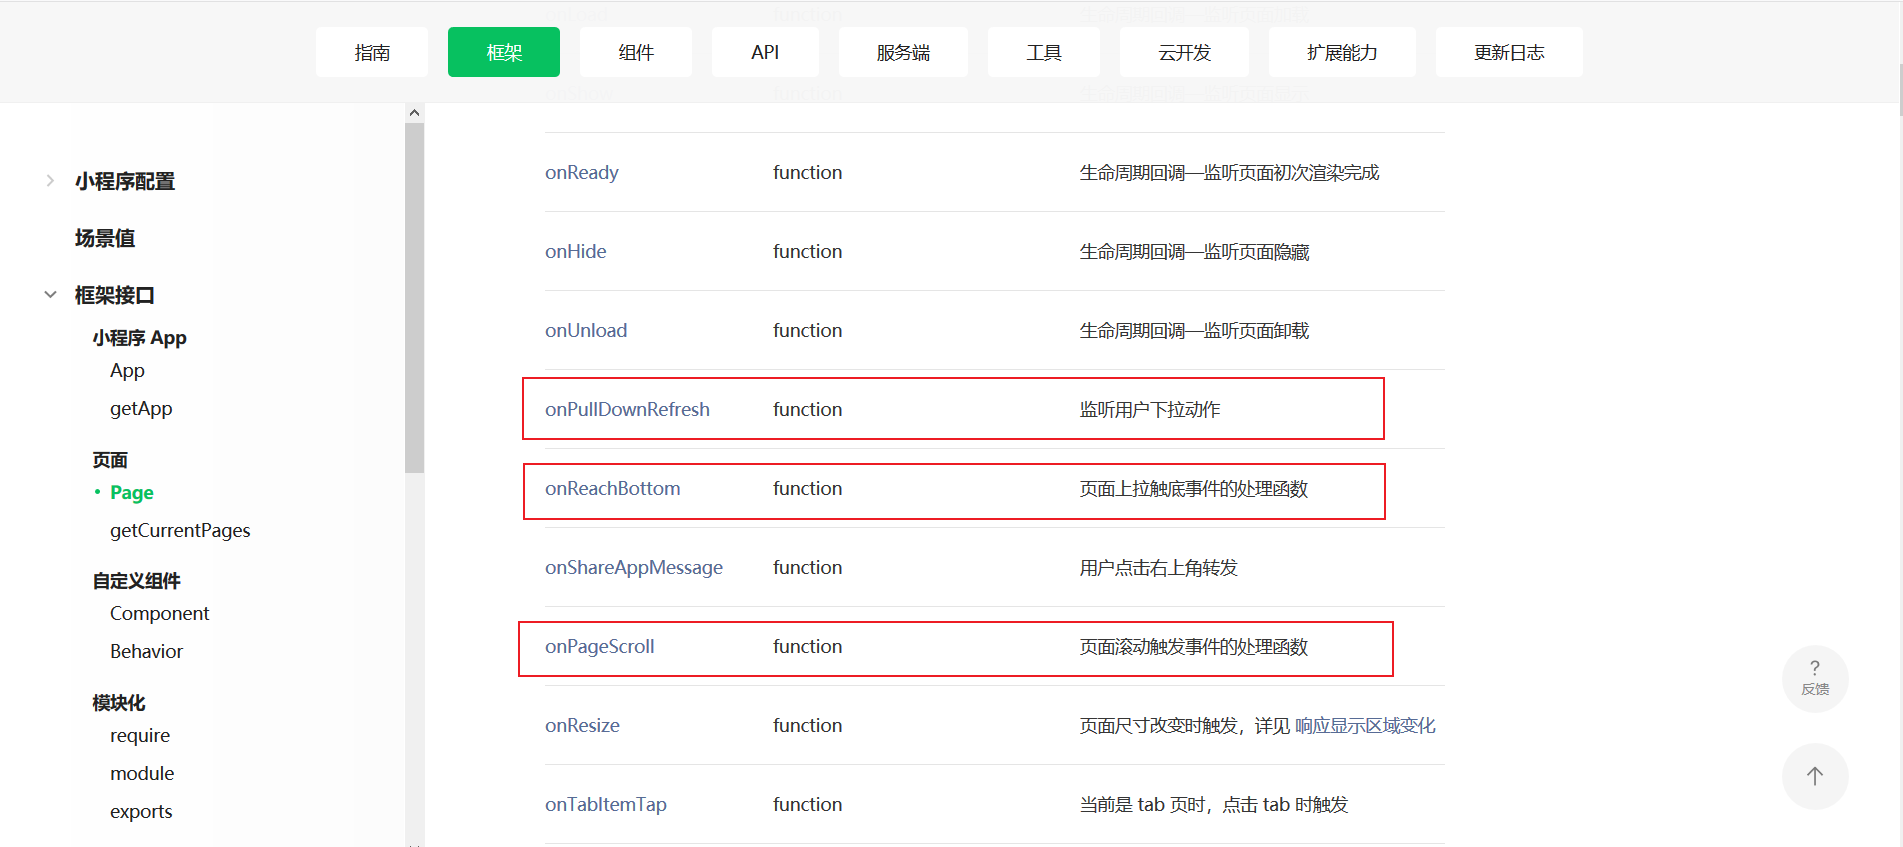 指南 框架 组件 API 服务端 工具 云开发 扩展能力 更新日志
小程序配置
场景值
框架接口
小程序 App
App
getApp
页面
Page
getCurrentPages
自定义组件
Component
Behavior
模块化
require
module
exports
onReady function 生命周期回调—监听页面初次渲染完成
onHide function 生命周期回调—监听页面隐藏
onUnload function 生命周期回调—监听页面卸载
onPullDownRefresh function 监听用户下拉动作
onReachBottom function 页面上拉触底事件的处理函数
onShareAppMessage function 用户点击右上角转发
onPageScroll function 页面滚动触发事件的处理函数
onResize function 页面尺寸改变时触发，详见 响应显示区域变化
onTabItemTap function 当前是 tab 页时，点击 tab 时触发
?
反馈